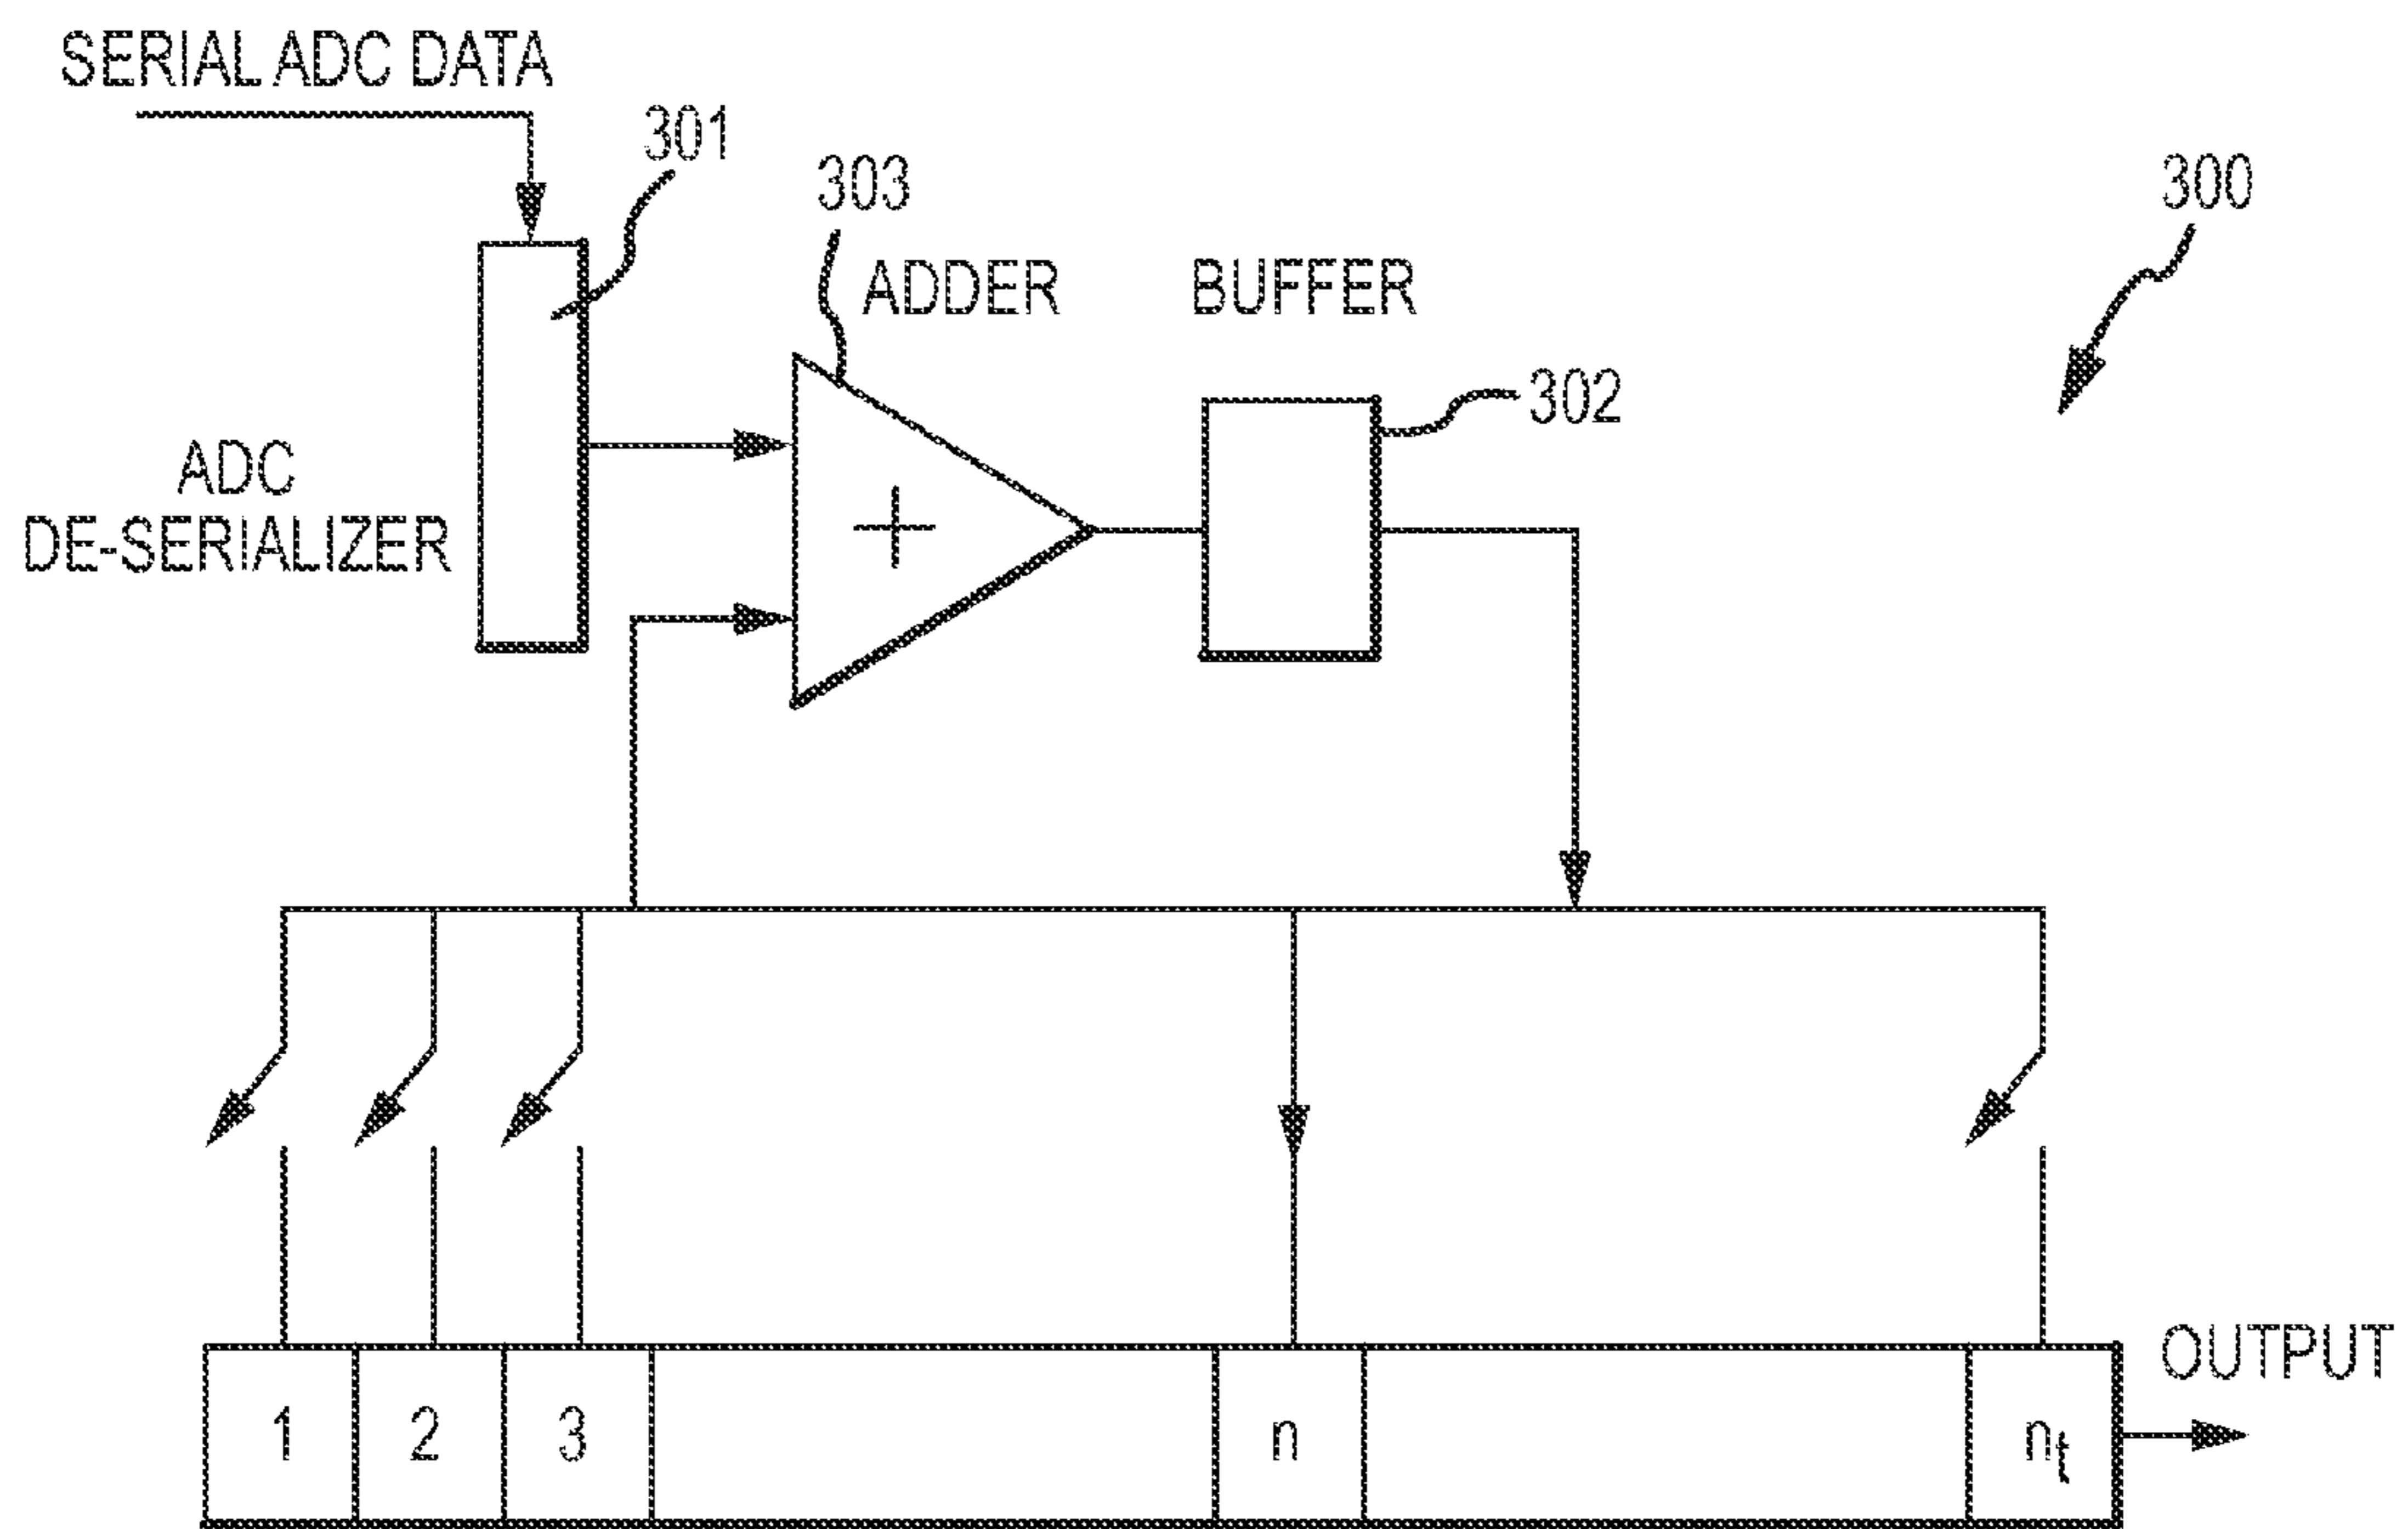 SERIAL ADC DATA
301
303
300
ADDER
BUFFER
302
ADC
DE-SERIALIZER
+
OUTPUT
1
2
3
n
nt